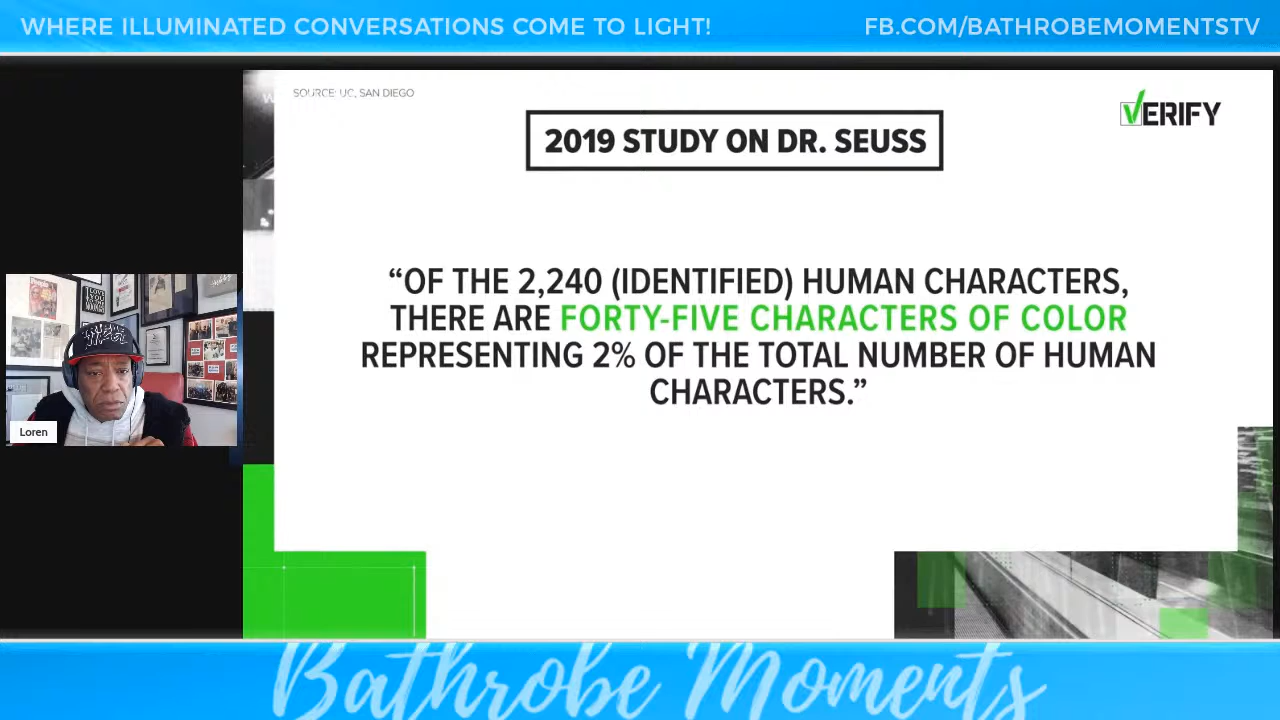 WHERE ILLUMINATED CONVERSATIONS COME TO LIGHT!
FB.COM/BATHROBEMOMENTSTV
SOURCE: UC, SAN DIEGO
VERIFY
2019 STUDY ON DR. SEUSS
“OF THE 2,240 (IDENTIFIED) HUMAN CHARACTERS,
THERE ARE FORTY-FIVE CHARACTERS OF COLOR
REPRESENTING 2% OF THE TOTAL NUMBER OF HUMAN
CHARACTERS.”
Loren
Bathrobe Moments